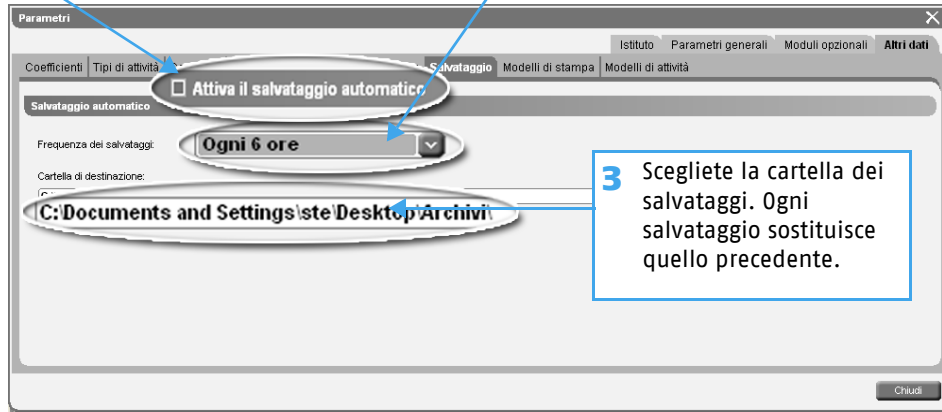 Parametri
Istituto Parametri generali Moduli opzionali Altri dati
Coefficienti Tipi di attività Salvataggio Modelli di stampa Modelli di attività
Attiva il salvataggio automatico
Salvataggio automatico
Frequenza dei salvataggi: Ogni 6 ore
Cartella di destinazione:
C:\Documents and Settings\ste\Desktop\Archivi\
3 Scegliete la cartella dei
salvataggi. Ogni
salvataggio sostituisce
quello precedente.
Chiudi